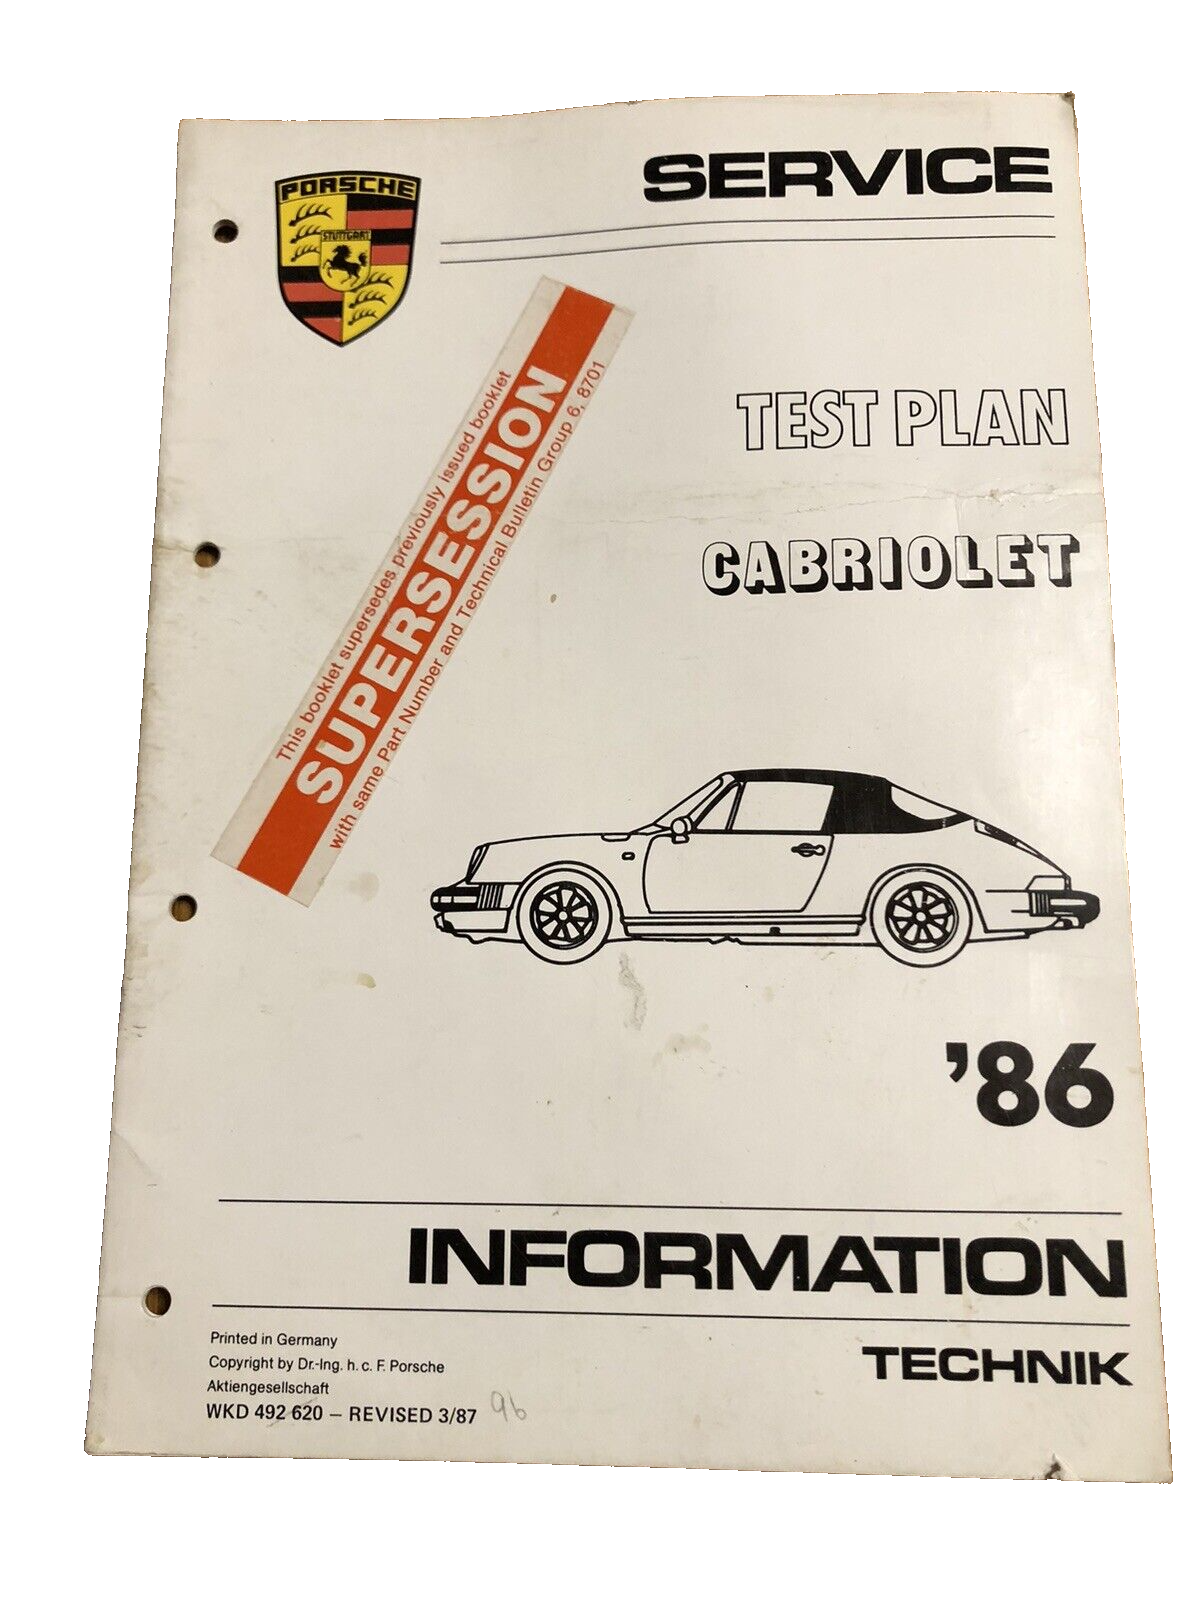 PORSCHE
STUTTGART
SERVICE
This booklet supersedes previously issued booklet
SUPERSESSION
with same Part Number and Technical Bulletin Group 6, 8701
TEST PLAN
CABRIOLET
'86
INFORMATION
TECHNIK
Printed in Germany
Copyright by Dr.-Ing. h. c. F. Porsche
Aktiengesellschaft
WKD 492 620 – REVISED 3/87
96